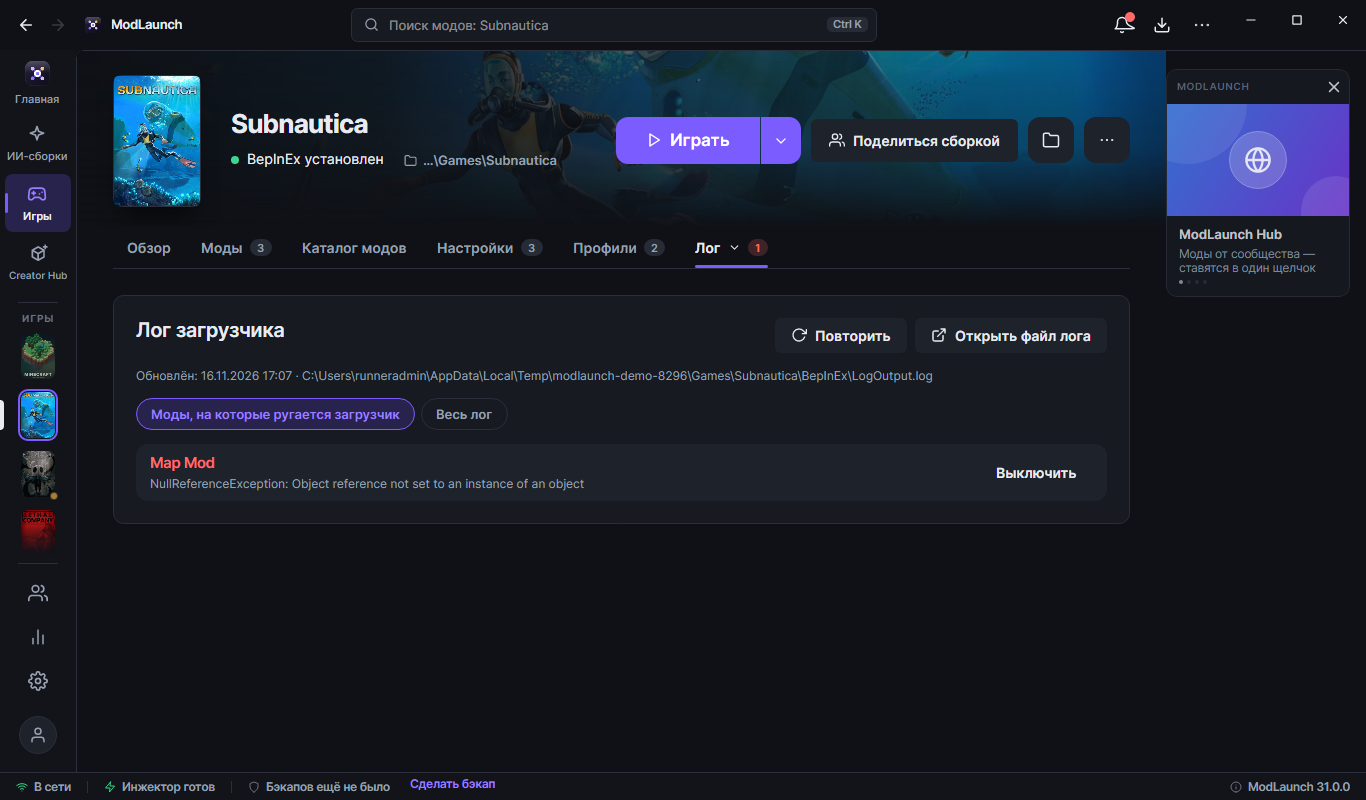 ModLaunch
Поиск модов: Subnautica
Ctrl K
Главная
ИИ-сборки
Игры
Creator Hub
ИГРЫ
MINECRAFT
LETHAL
COMPANY
SUBNAUTICA
Subnautica
BepInEx установлен
...\Games\Subnautica
Играть
Поделиться сборкой
Обзор
Моды 3
Каталог модов
Настройки 3
Профили 2
Лог 1
Лог загрузчика
Повторить
Открыть файл лога
Обновлён: 16.11.2026 17:07 · C:\Users\runneradmin\AppData\Local\Temp\modlaunch-demo-8296\Games\Subnautica\BepInEx\LogOutput.log
Моды, на которые ругается загрузчик
Весь лог
Map Mod
NullReferenceException: Object reference not set to an instance of an object
Выключить
MODLAUNCH
ModLaunch Hub
Моды от сообщества —
ставятся в один щелчок
В сети
Инжектор готов
Бэкапов ещё не было
Сделать бэкап
ModLaunch 31.0.0